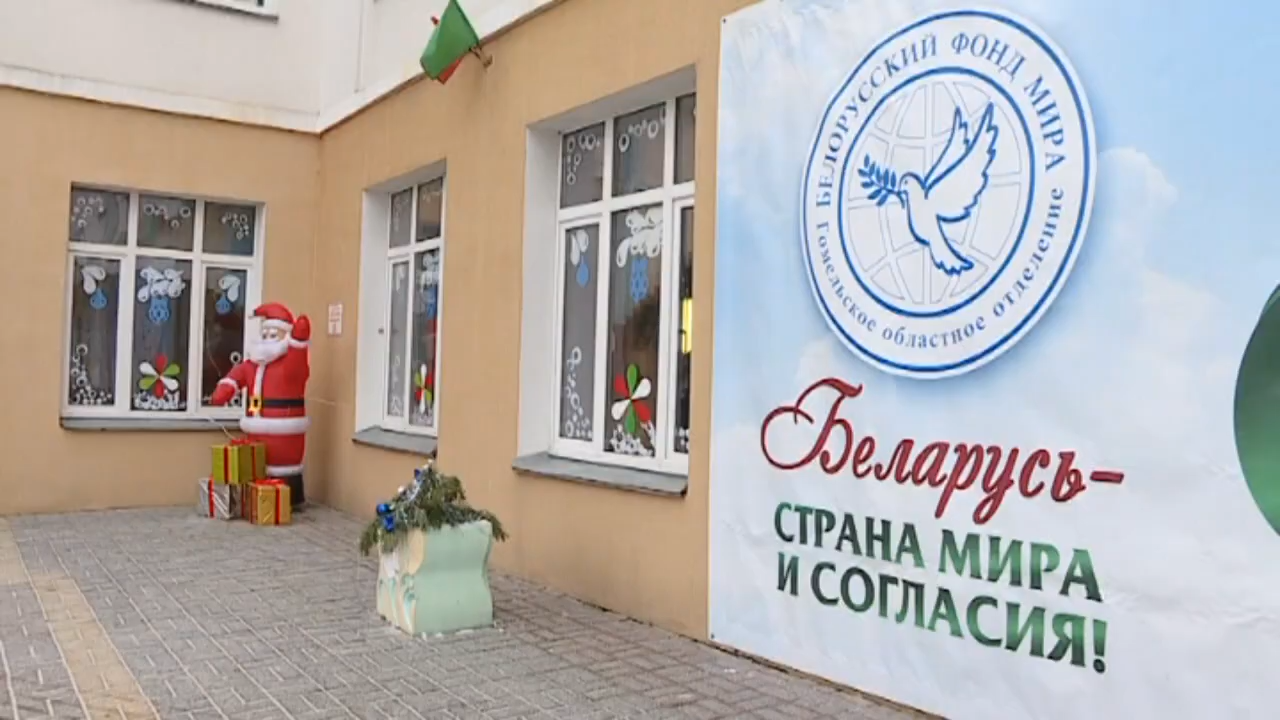 БЕЛОРУССКИЙ ФОНД МИРА
Гомельское областное отделение
Беларусь-
СТРАНА МИРА
И СОГЛАСИЯ!